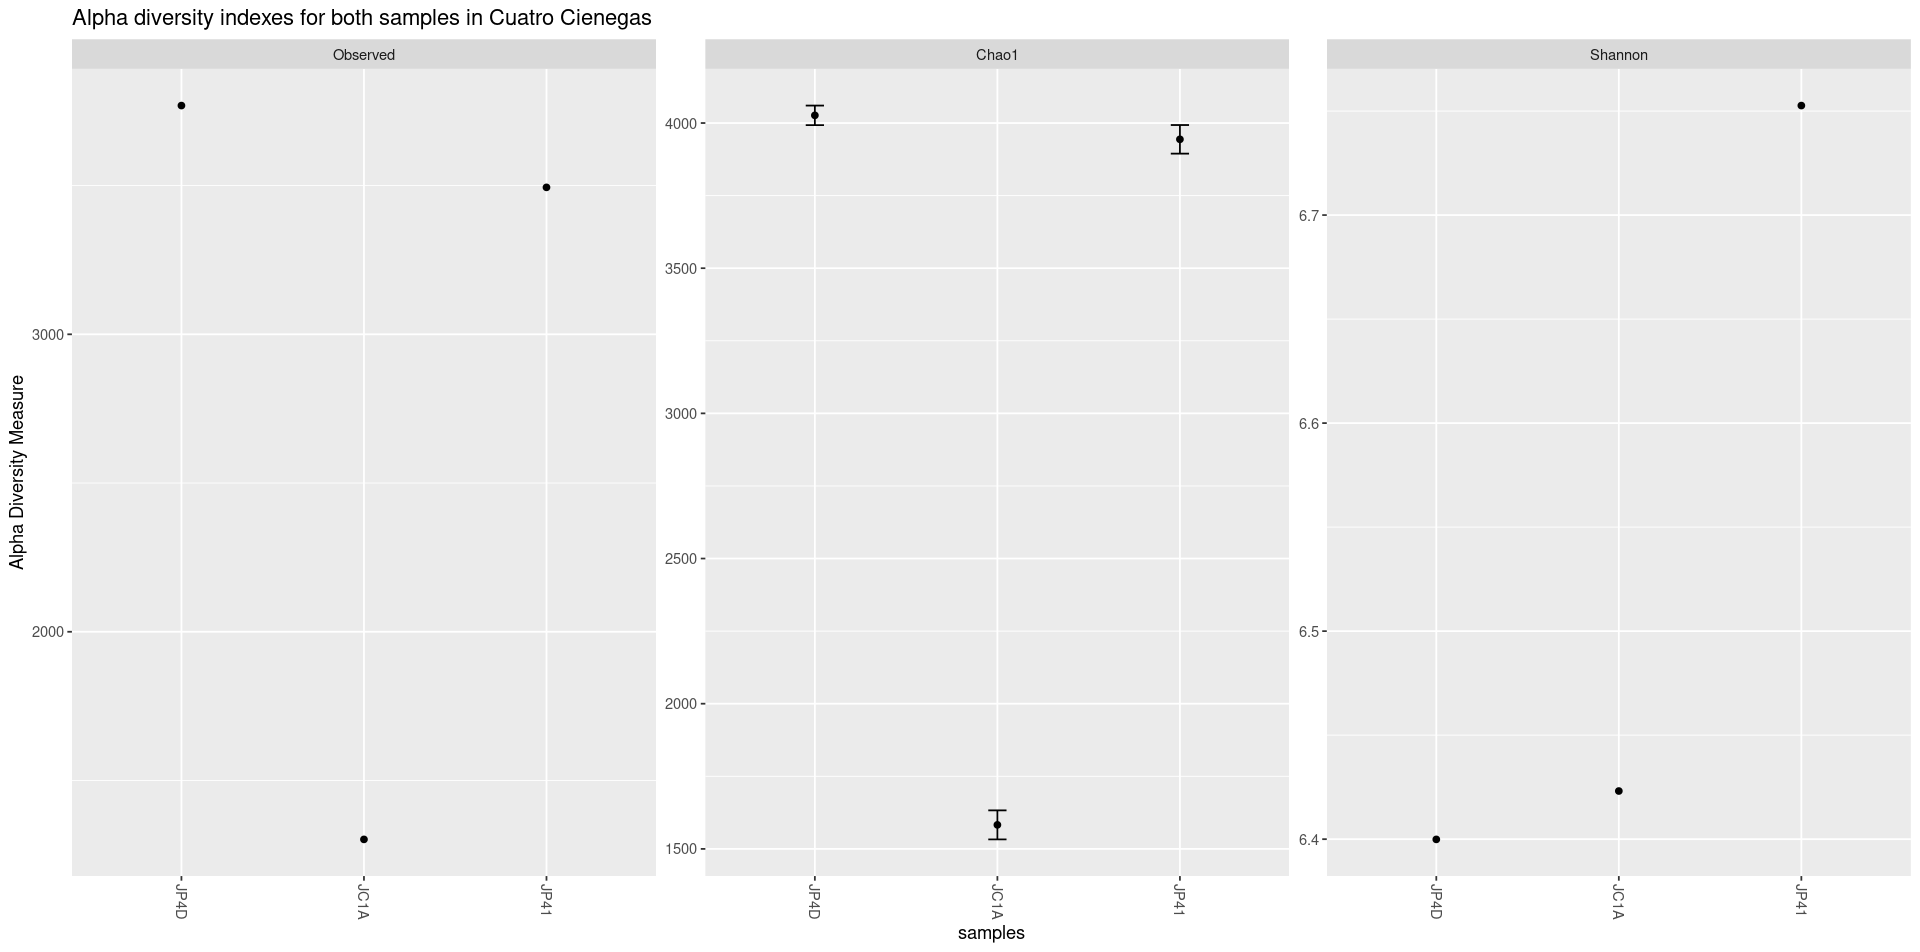 Alpha diversity indexes for both samples in Cuatro Cienegas
Observed
Chao1
Shannon
Alpha Diversity Measure
3000
2000
JP4D
JC1A
JP41
4000
3500
3000
2500
2000
1500
JP4D
JC1A
JP41
6.7
6.6
6.5
6.4
JP4D
JC1A
JP41
samples